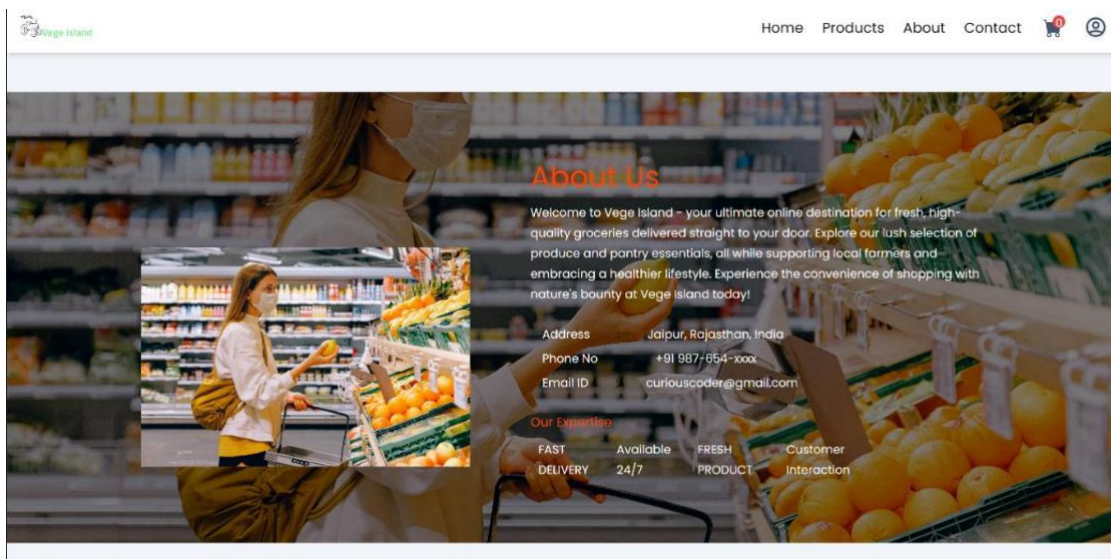 Vege Island
Home Products About Contact 0
About Us
Welcome to Vege Island - your ultimate online destination for fresh, high-
quality groceries delivered straight to your door. Explore our lush selection of
produce and pantry essentials, all while supporting local farmers and
embracing a healthier lifestyle. Experience the convenience of shopping with
nature's bounty at Vege Island today!
Address Jaipur, Rajasthan, India
Phone No +91 987-654-xxxx
Email ID curiouscoder@gmail.com
Our Expertise
FAST Available FRESH Customer
DELIVERY 24/7 PRODUCT Interaction